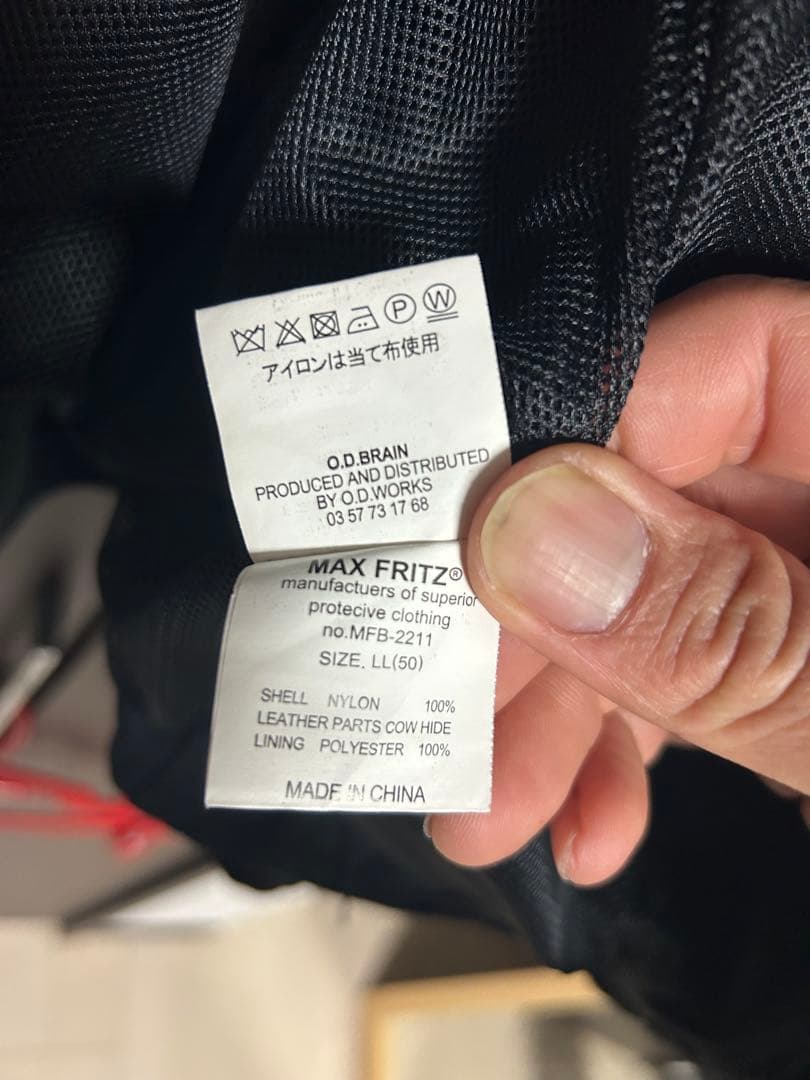 P W
アイロンは当て布使用
O.D.BRAIN
PRODUCED AND DISTRIBUTED
BY O.D.WORKS
03 57 73 17 68
MAX FRITZ®
manufactuers of superior
protecive clothing
no.MFB-2211
SIZE. LL(50)
SHELL NYLON 100%
LEATHER PARTS COW HIDE
LINING POLYESTER 100%
MADE IN CHINA